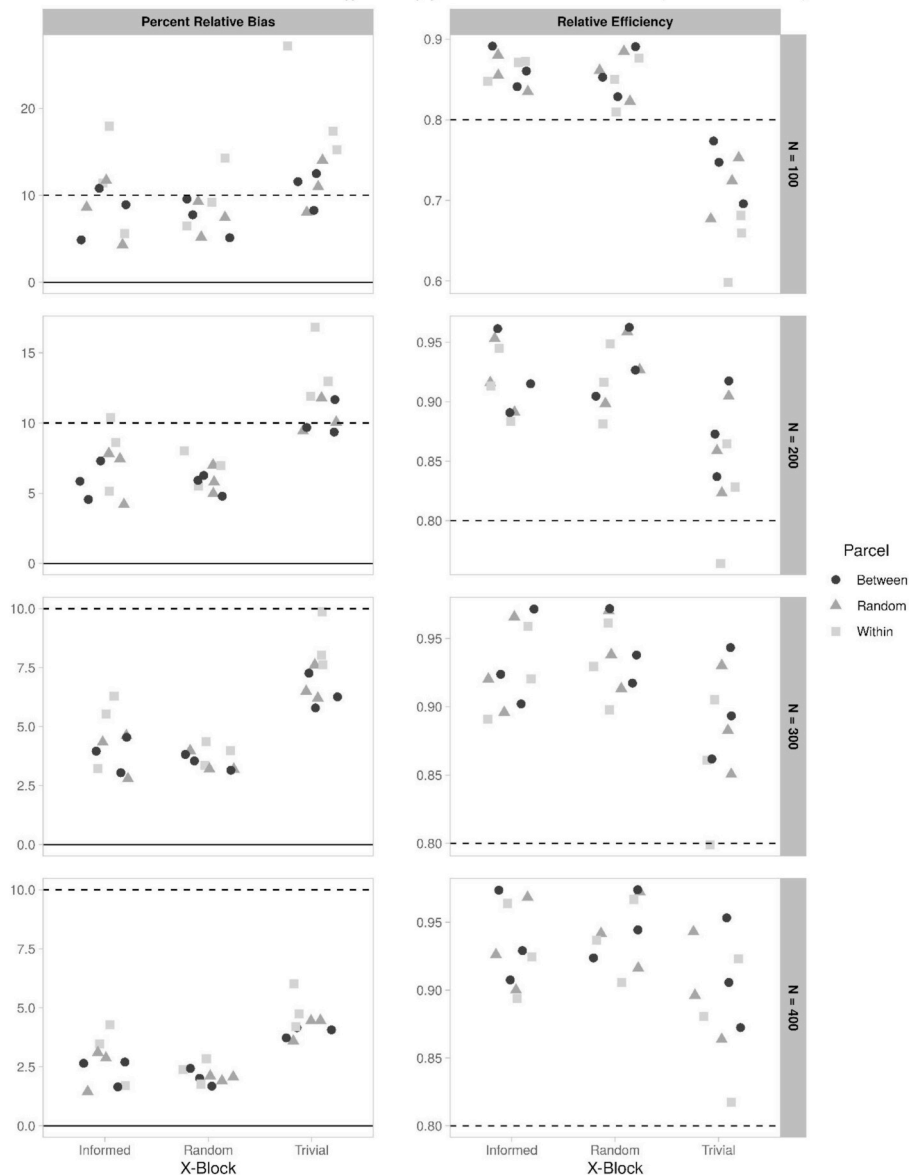 Percent Relative Bias
Relative Efficiency
20
10
0
0.9
0.8
0.7
0.6
N = 100
15
10
5
0
0.95
0.90
0.85
0.80
N = 200
10.0
7.5
5.0
2.5
0.0
0.95
0.90
0.85
0.80
N = 300
10.0
7.5
5.0
2.5
0.0
0.95
0.90
0.85
0.80
N = 400
Informed
Random
Trivial
X-Block
Informed
Random
Trivial
X-Block
Parcel
Between
Random
Within